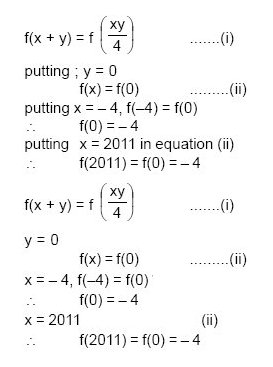 f(x + y) = f (xy/4) .......(i)
putting ; y = 0
f(x) = f(0) .........(ii)
putting x = – 4, f(–4) = f(0)
∴ f(0) = – 4
putting x = 2011 in equation (ii)
∴ f(2011) = f(0) = – 4
f(x + y) = f (xy/4) .......(i)
y = 0
f(x) = f(0) .........(ii)
x = – 4, f(–4) = f(0)
∴ f(0) = – 4
x = 2011 (ii)
∴ f(2011) = f(0) = – 4